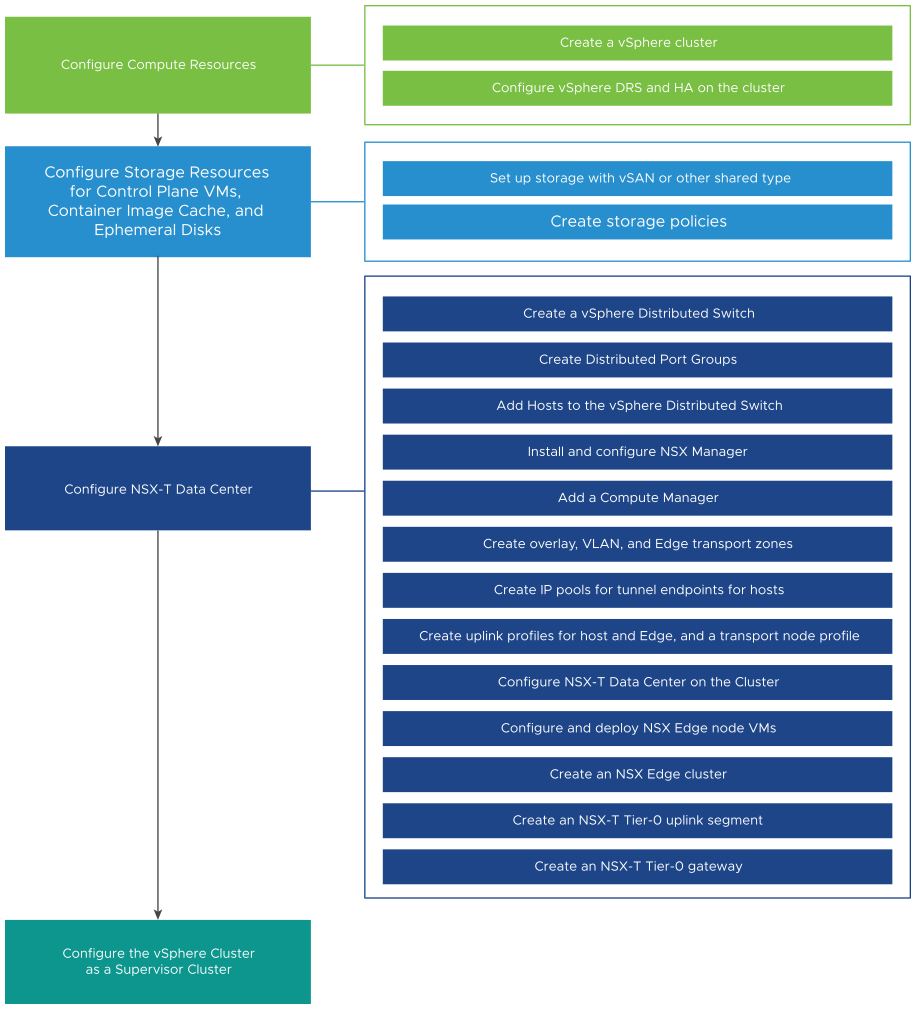 Configure Compute Resources
Create a vSphere cluster
Configure vSphere DRS and HA on the cluster
Configure Storage Resources
for Control Plane VMs,
Container Image Cache, and
Ephemeral Disks
Set up storage with vSAN or other shared type
Create storage policies
Configure NSX-T Data Center
Create a vSphere Distributed Switch
Create Distributed Port Groups
Add Hosts to the vSphere Distributed Switch
Install and configure NSX Manager
Add a Compute Manager
Create overlay, VLAN, and Edge transport zones
Create IP pools for tunnel endpoints for hosts
Create uplink profiles for host and Edge, and a transport node profile
Configure NSX-T Data Center on the Cluster
Configure and deploy NSX Edge node VMs
Create an NSX Edge cluster
Create an NSX-T Tier-0 uplink segment
Create an NSX-T Tier-0 gateway
Configure the vSphere Cluster
as a Supervisor Cluster